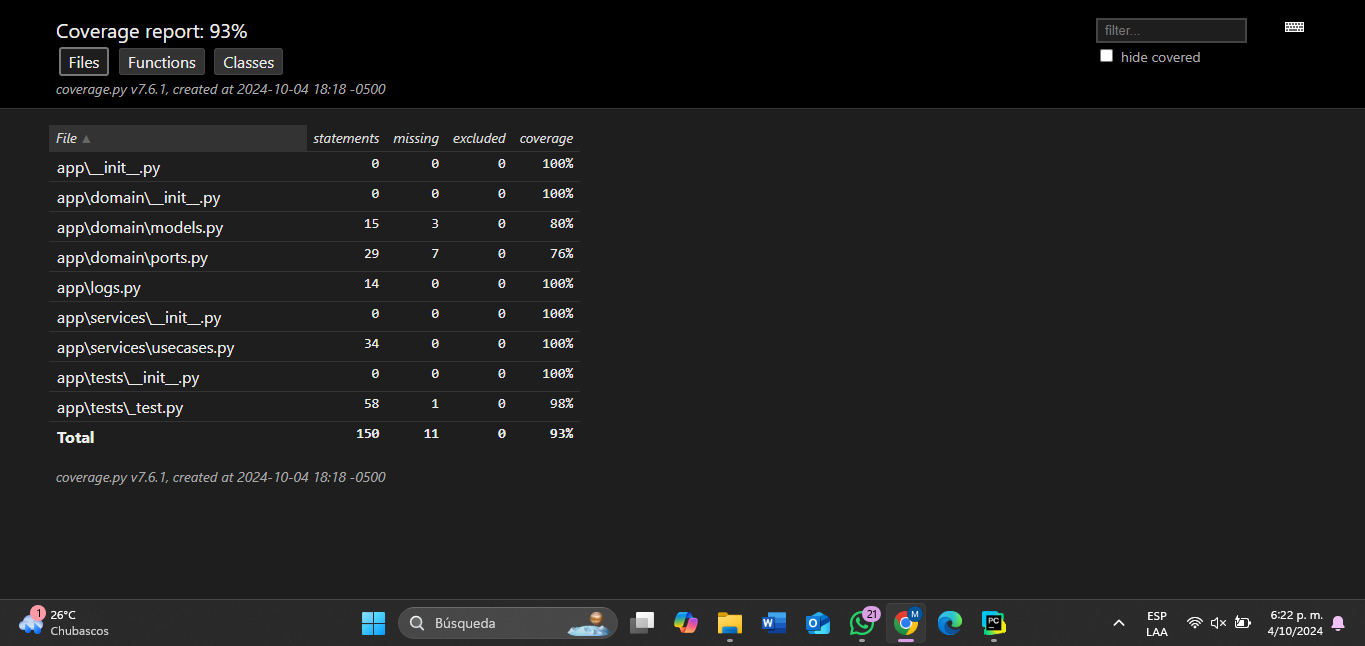 Coverage report: 93%
filter...
Files Functions Classes
hide covered
coverage.py v7.6.1, created at 2024-10-04 18:18 -0500
File ▲ statements missing excluded coverage
app\__init__.py 0 0 0 100%
app\domain\__init__.py 0 0 0 100%
app\domain\models.py 15 3 0 80%
app\domain\ports.py 29 7 0 76%
app\logs.py 14 0 0 100%
app\services\__init__.py 0 0 0 100%
app\services\usecases.py 34 0 0 100%
app\tests\__init__.py 0 0 0 100%
app\tests\_test.py 58 1 0 98%
Total 150 11 0 93%
coverage.py v7.6.1, created at 2024-10-04 18:18 -0500
1
26°C
Chubascos
Búsqueda
W
O
21
M
PC
ESP
LAA
6:22 p. m.
4/10/2024